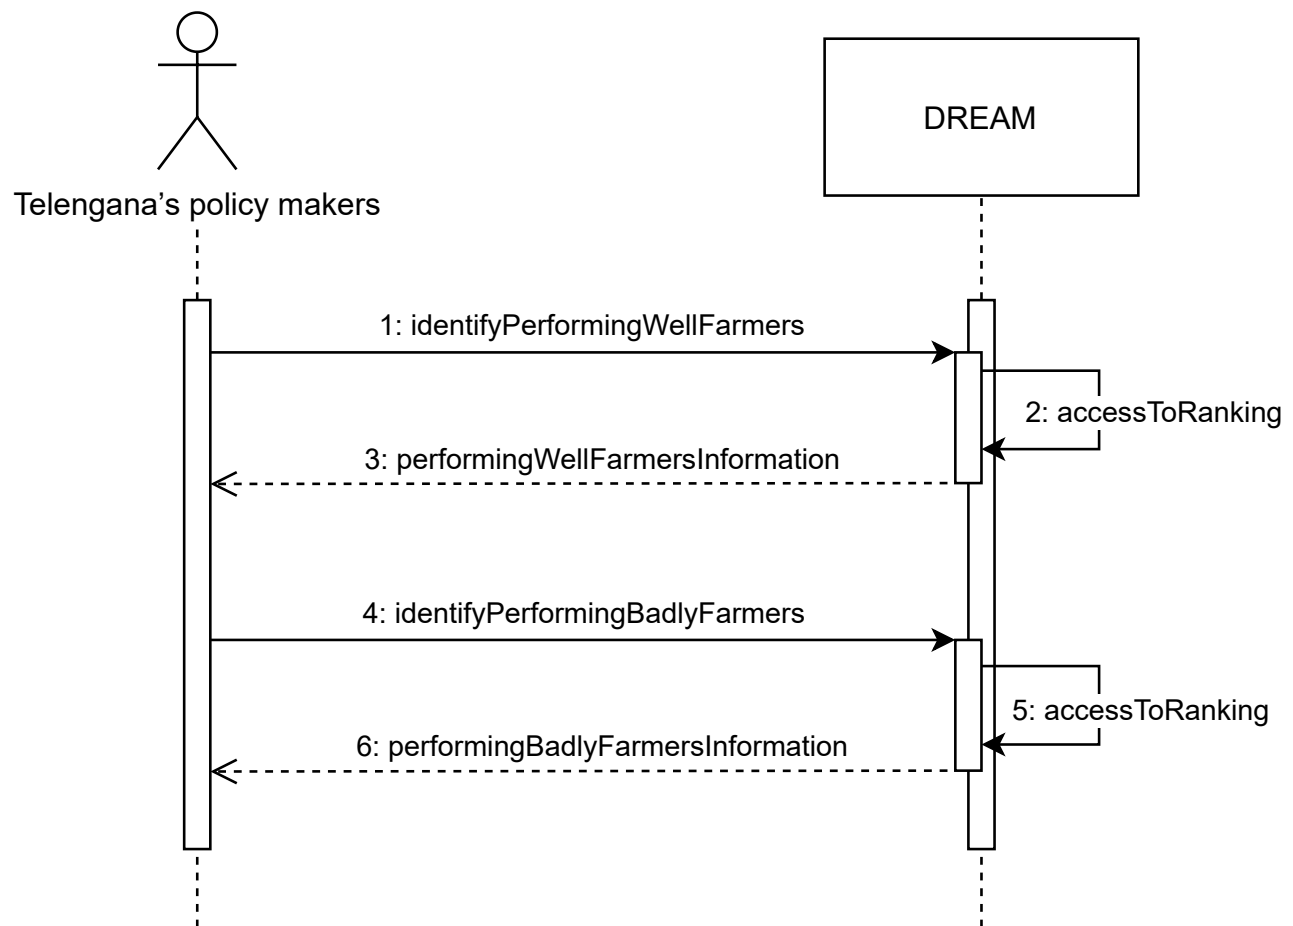 DREAM
Telengana’s policy makers
1: identifyPerformingWellFarmers
2: accessToRanking
3: performingWellFarmersInformation
4: identifyPerformingBadlyFarmers
5: accessToRanking
6: performingBadlyFarmersInformation